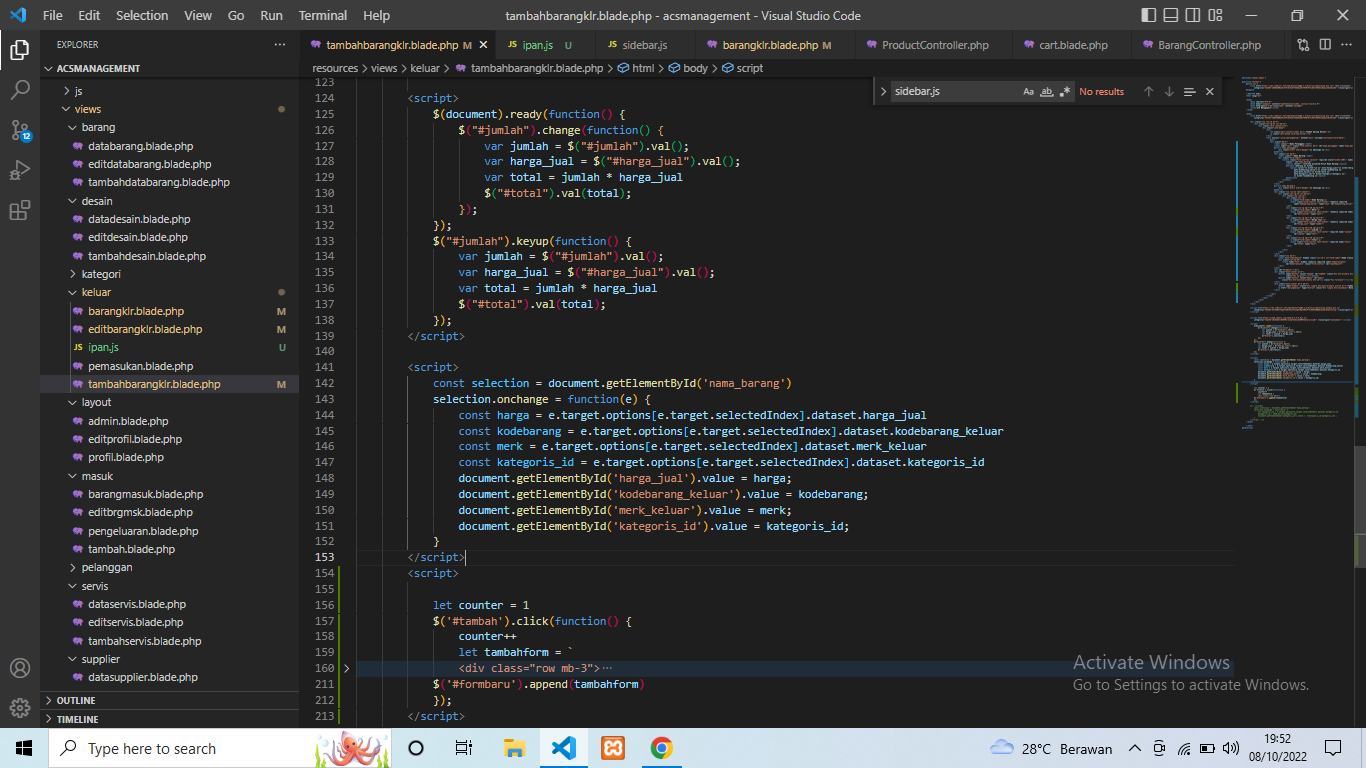 File Edit Selection View Go Run Terminal Help tambahbarangklr.blade.php - acsmanagement - Visual Studio Code
EXPLORER
ACSMANAGEMENT
js
views
barang
databarang.blade.php
editdatabarang.blade.php
tambahdatabarang.blade.php
desain
datadesain.blade.php
editdesain.blade.php
tambahdesain.blade.php
kategori
keluar
barangklr.blade.php M
editbarangklr.blade.php M
JS ipan.js U
pemasukan.blade.php
tambahbarangklr.blade.php M
layout
admin.blade.php
editprofil.blade.php
profil.blade.php
masuk
barangmasuk.blade.php
editbrgmsk.blade.php
pengeluaran.blade.php
tambah.blade.php
pelanggan
servis
dataservis.blade.php
editservis.blade.php
tambahservis.blade.php
supplier
datasupplier.blade.php
OUTLINE
TIMELINE
12
tambahbarangklr.blade.php M JS ipan.js U JS sidebar.js barangklr.blade.php M ProductController.php cart.blade.php BarangController.php
resources > views > keluar > tambahbarangklr.blade.php > html > body > script
sidebar.js Aa ab .* No results
123
124 <script>
125 $(document).ready(function() {
126 $("#jumlah").change(function() {
127 var jumlah = $("#jumlah").val();
128 var harga_jual = $("#harga_jual").val();
129 var total = jumlah * harga_jual
130 $("#total").val(total);
131 });
132 });
133 $("#jumlah").keyup(function() {
134 var jumlah = $("#jumlah").val();
135 var harga_jual = $("#harga_jual").val();
136 var total = jumlah * harga_jual
137 $("#total").val(total);
138 });
139 </script>
140
141 <script>
142 const selection = document.getElementById('nama_barang')
143 selection.onchange = function(e) {
144 const harga = e.target.options[e.target.selectedIndex].dataset.harga_jual
145 const kodebarang = e.target.options[e.target.selectedIndex].dataset.kodebarang_keluar
146 const merk = e.target.options[e.target.selectedIndex].dataset.merk_keluar
147 const kategoris_id = e.target.options[e.target.selectedIndex].dataset.kategoris_id
148 document.getElementById('harga_jual').value = harga;
149 document.getElementById('kodebarang_keluar').value = kodebarang;
150 document.getElementById('merk_keluar').value = merk;
151 document.getElementById('kategoris_id').value = kategoris_id;
152 }
153 </script>
154 <script>
155
156 let counter = 1
157 $('#tambah').click(function() {
158 counter++
159 let tambahform = `
160 <div class="row mb-3">…
211 $('#formbaru').append(tambahform)
212 });
213 </script>
Activate Windows
Go to Settings to activate Windows.
Type here to search
28°C Berawan
19:52
08/10/2022